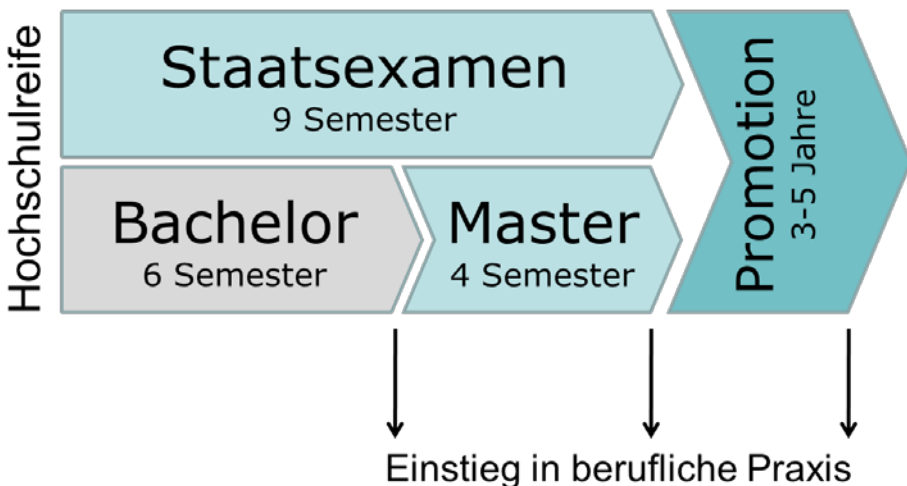 Hochschulreife
Staatsexamen
9 Semester
Bachelor
6 Semester
Master
4 Semester
Promotion
3-5 Jahre
Einstieg in berufliche Praxis